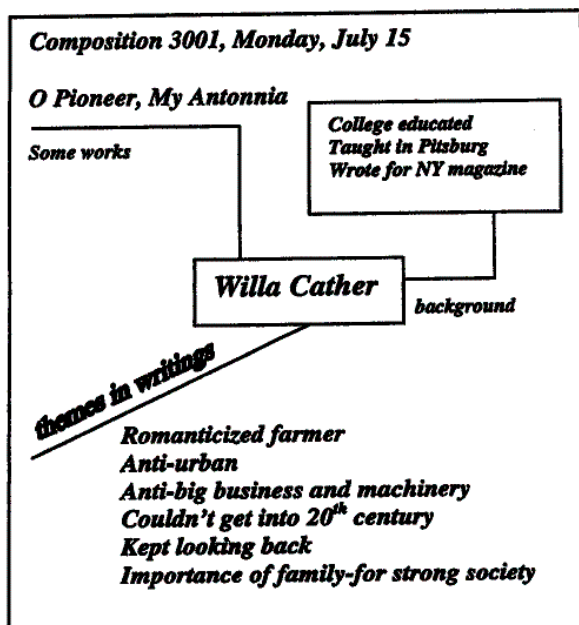 Composition 3001, Monday, July 15
O Pioneer, My Antonnia
Some works
College educated
Taught in Pitsburg
Wrote for NY magazine
Willa Cather
background
themes in writings
Romanticized farmer
Anti-urban
Anti-big business and machinery
Couldn't get into 20th century
Kept looking back
Importance of family-for strong society